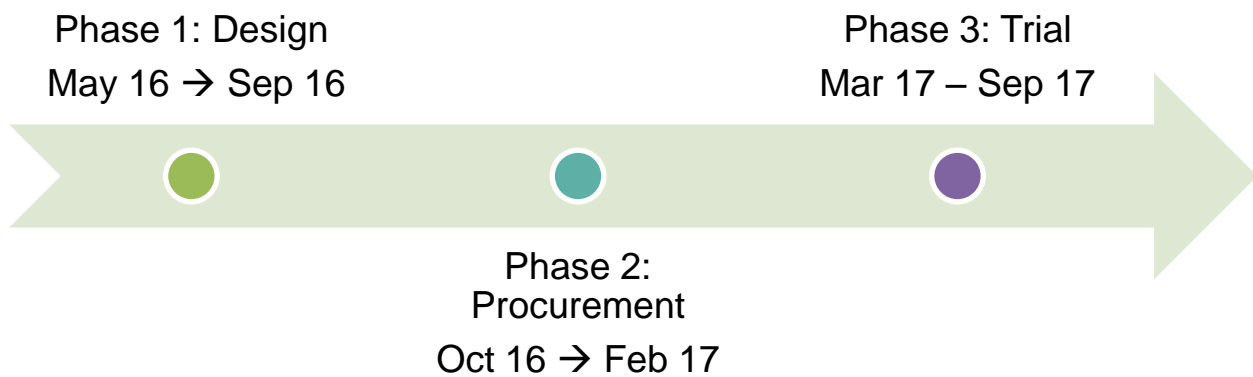 Phase 1: Design
May 16 → Sep 16
Phase 2:
Procurement
Oct 16 → Feb 17
Phase 3: Trial
Mar 17 – Sep 17